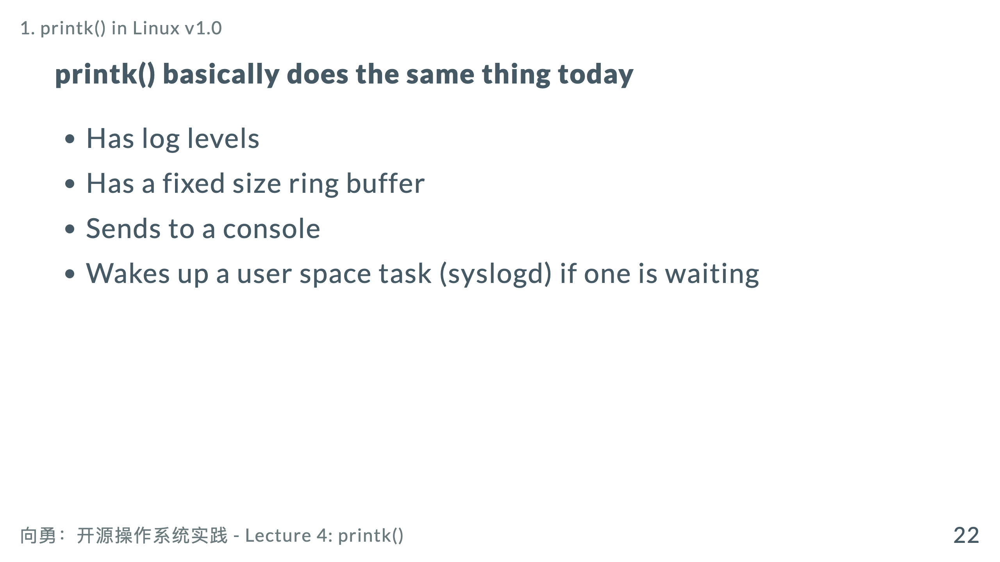 1. printk() in Linux v1.0
printk() basically does the same thing today
• Has log levels
• Has a fixed size ring buffer
• Sends to a console
• Wakes up a user space task (syslogd) if one is waiting
向勇：开源操作系统实践 - Lecture 4: printk()
22